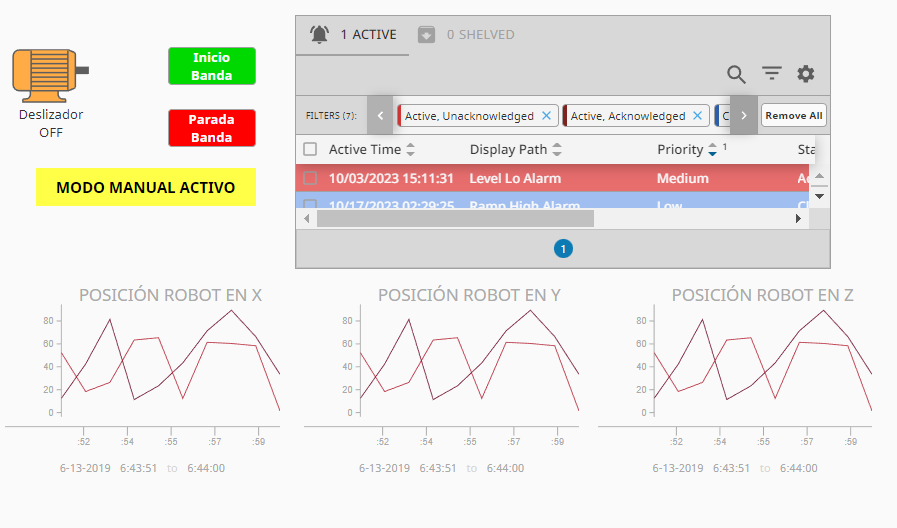 1 ACTIVE
0 SHELVED
Inicio
Banda
Deslizador
OFF
Parada
Banda
MODO MANUAL ACTIVO
FILTERS (7):
Active, Unacknowledged
Active, Acknowledged
C
Remove All
Active Time
Display Path
Priority
1
Sta
10/03/2023 15:11:31
Level Lo Alarm
Medium
10/17/2023 02:29:25
Ramp High Alarm
Low
1
POSICIÓN ROBOT EN X
80
60
40
20
0
:52
:54
:55
:57
:59
6-13-2019 6:43:51 to 6:44:00
POSICIÓN ROBOT EN Y
80
60
40
20
0
:52
:54
:55
:57
:59
6-13-2019 6:43:51 to 6:44:00
POSICIÓN ROBOT EN Z
80
60
40
20
0
:52
:54
:55
:57
:59
6-13-2019 6:43:51 to 6:44:00